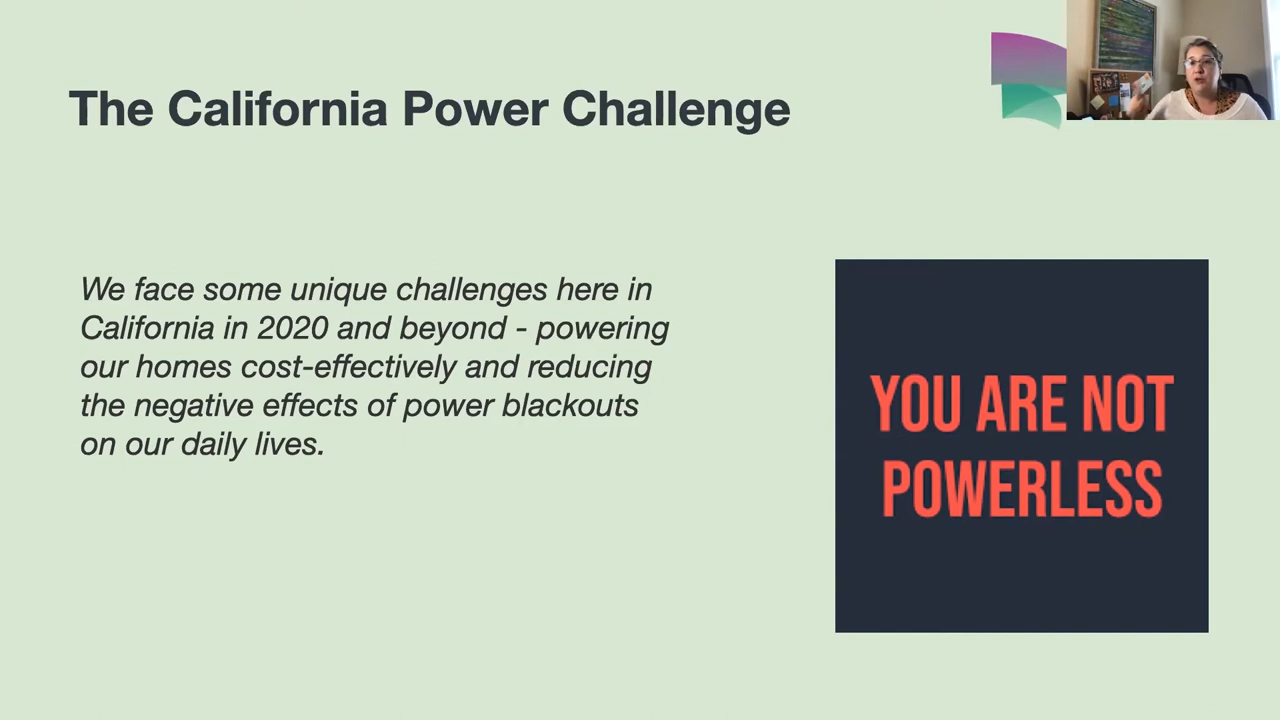 The California Power Challenge
We face some unique challenges here in
California in 2020 and beyond - powering
our homes cost-effectively and reducing
the negative effects of power blackouts
on our daily lives.
YOU ARE NOT
POWERLESS